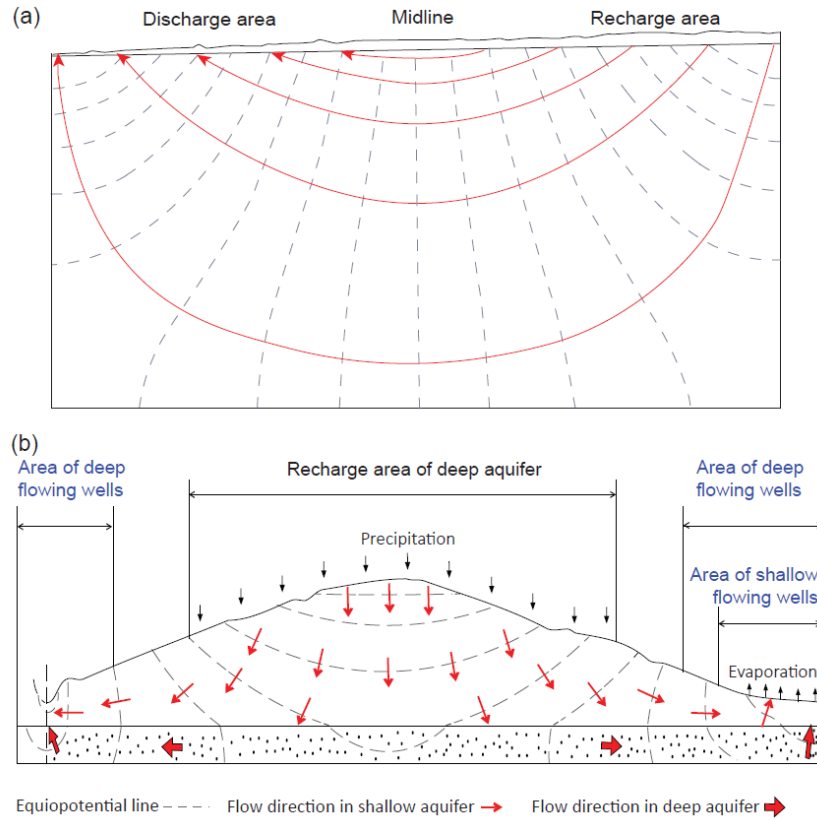 (a)
Discharge area Midline Recharge area
(b)
Area of deep
flowing wells
Recharge area of deep aquifer
Area of deep
flowing wells
Precipitation
Area of shallow
flowing wells
Evaporation
Equiopotential line Flow direction in shallow aquifer Flow direction in deep aquifer